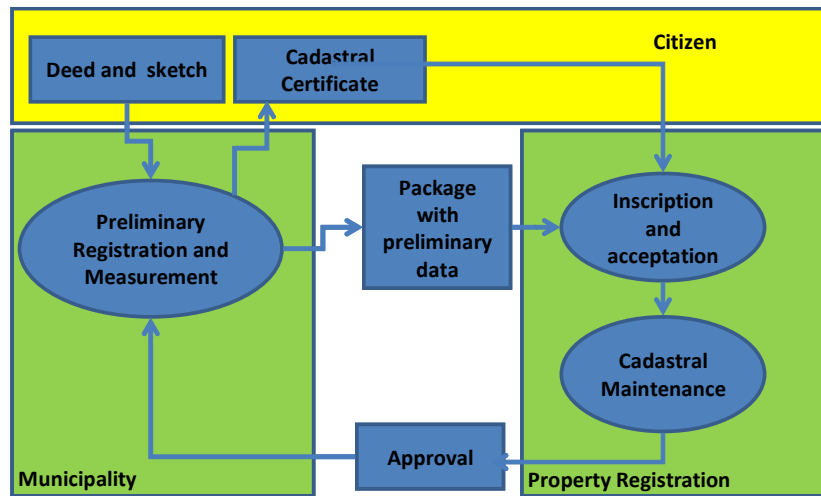 Citizen
Deed and sketch
Cadastral
Certificate
Preliminary
Registration and
Measurement
Package
with
preliminary
data
Inscription
and
acceptation
Cadastral
Maintenance
Approval
Municipality
Property Registration